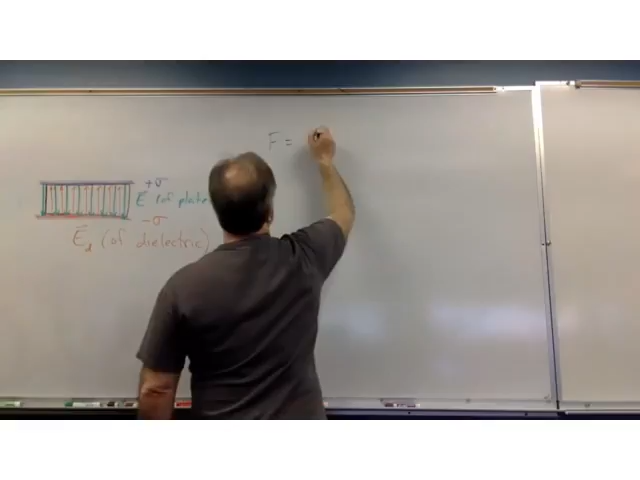 F =
+σ
E (of plate
-σ
E⃗d (of dielectric)